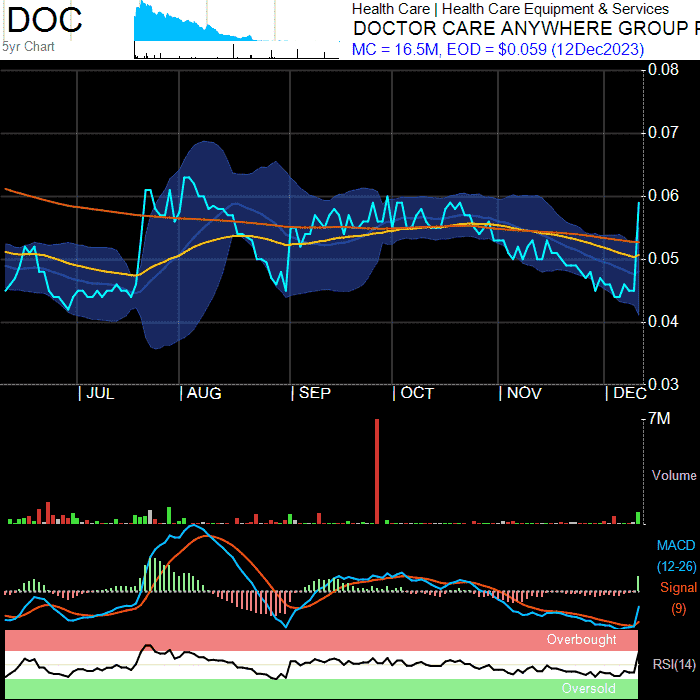 DOC
5yr Chart
Health Care | Health Care Equipment & Services
DOCTOR CARE ANYWHERE GROUP
MC = 16.5M, EOD = $0.059 (12Dec2023)
0.08
0.07
0.06
0.05
0.04
0.03
| JUL | AUG | SEP | OCT | NOV | DEC
7M
Volume
MACD
(12-26)
Signal
(9)
Overbought
RSI(14)
Oversold